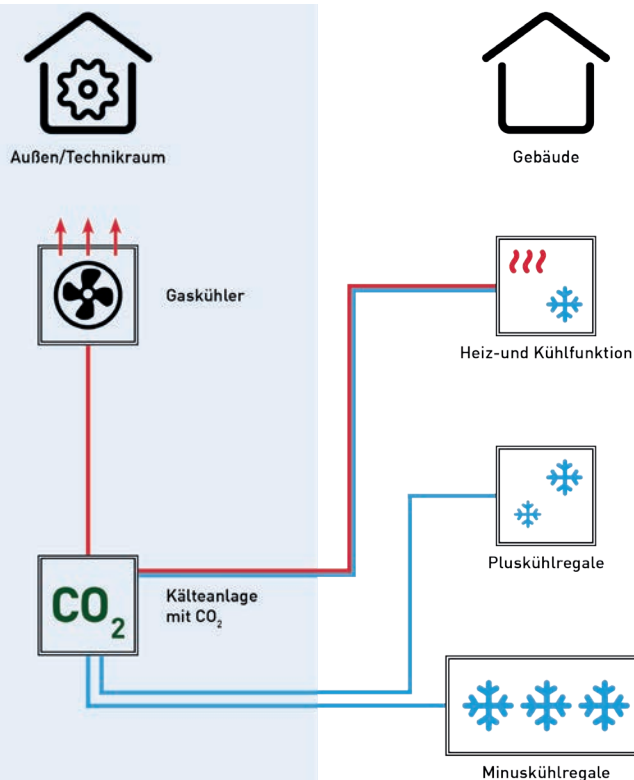 Außen/Technikraum
Gebäude
Gaskühler
Heiz-und Kühlfunktion
Pluskühlregale
CO₂
Kälteanlage
mit CO₂
Minuskühlregale